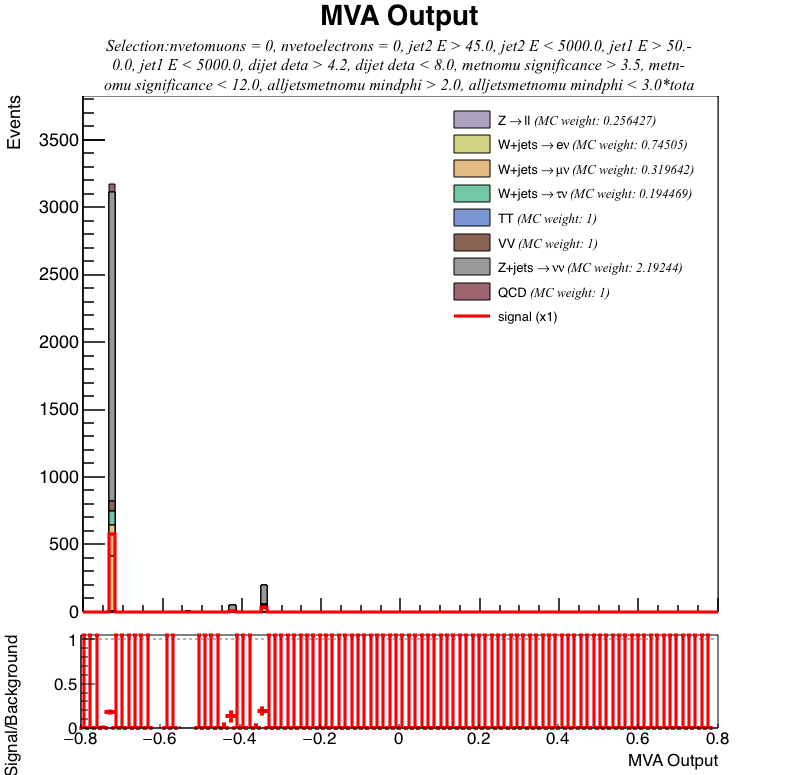 MVA Output
Selection:nvetomuons = 0, nvetoelectrons = 0, jet2 E > 45.0, jet2 E < 5000.0, jet1 E > 50.-
0.0, jet1 E < 5000.0, dijet deta > 4.2, dijet deta < 8.0, metnomu significance > 3.5, metn-
omu significance < 12.0, alljetsmetnomu mindphi > 2.0, alljetsmetnomu mindphi < 3.0*tota
Events
3500
3000
2500
2000
1500
1000
500
0
Z→ll (MC weight: 0.256427)
W+jets→eν (MC weight: 0.74505)
W+jets→μν (MC weight: 0.319642)
W+jets→τν (MC weight: 0.194469)
TT (MC weight: 1)
VV (MC weight: 1)
Z+jets→νν (MC weight: 2.19244)
QCD (MC weight: 1)
signal (x1)
Signal/Background
1
0.5
0
−0.8 −0.6 −0.4 −0.2 0 0.2 0.4 0.6 0.8
MVA Output